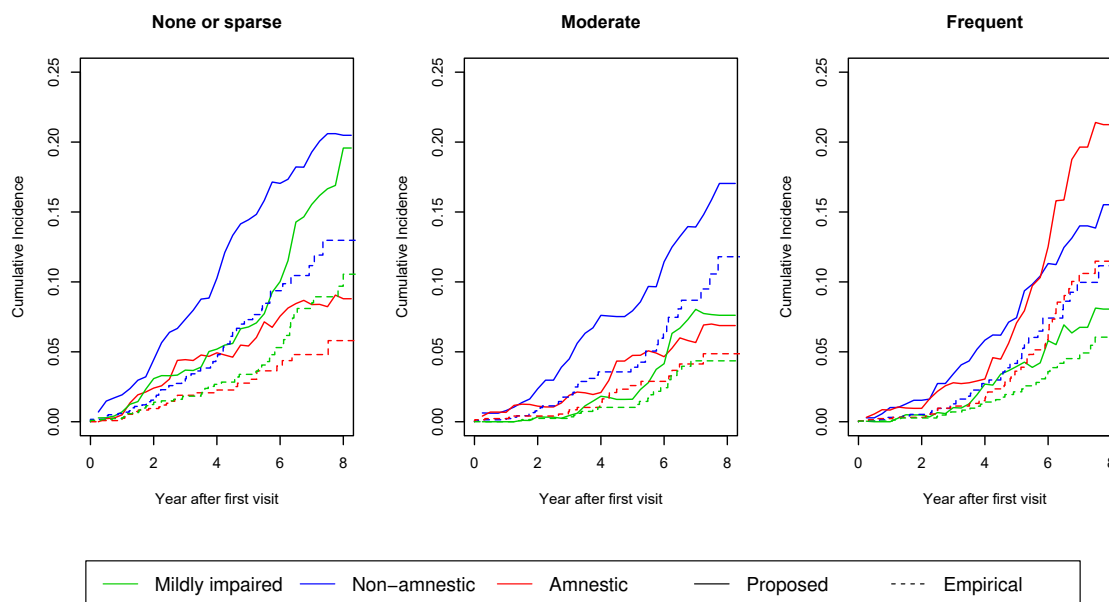 None or sparse
Moderate
Frequent
Cumulative Incidence
0.00 0.05 0.10 0.15 0.20 0.25
0 2 4 6 8
Year after first visit
Cumulative Incidence
0.00 0.05 0.10 0.15 0.20 0.25
0 2 4 6 8
Year after first visit
Cumulative Incidence
0.00 0.05 0.10 0.15 0.20 0.25
0 2 4 6 8
Year after first visit
Mildly impaired Non−amnestic Amnestic Proposed Empirical